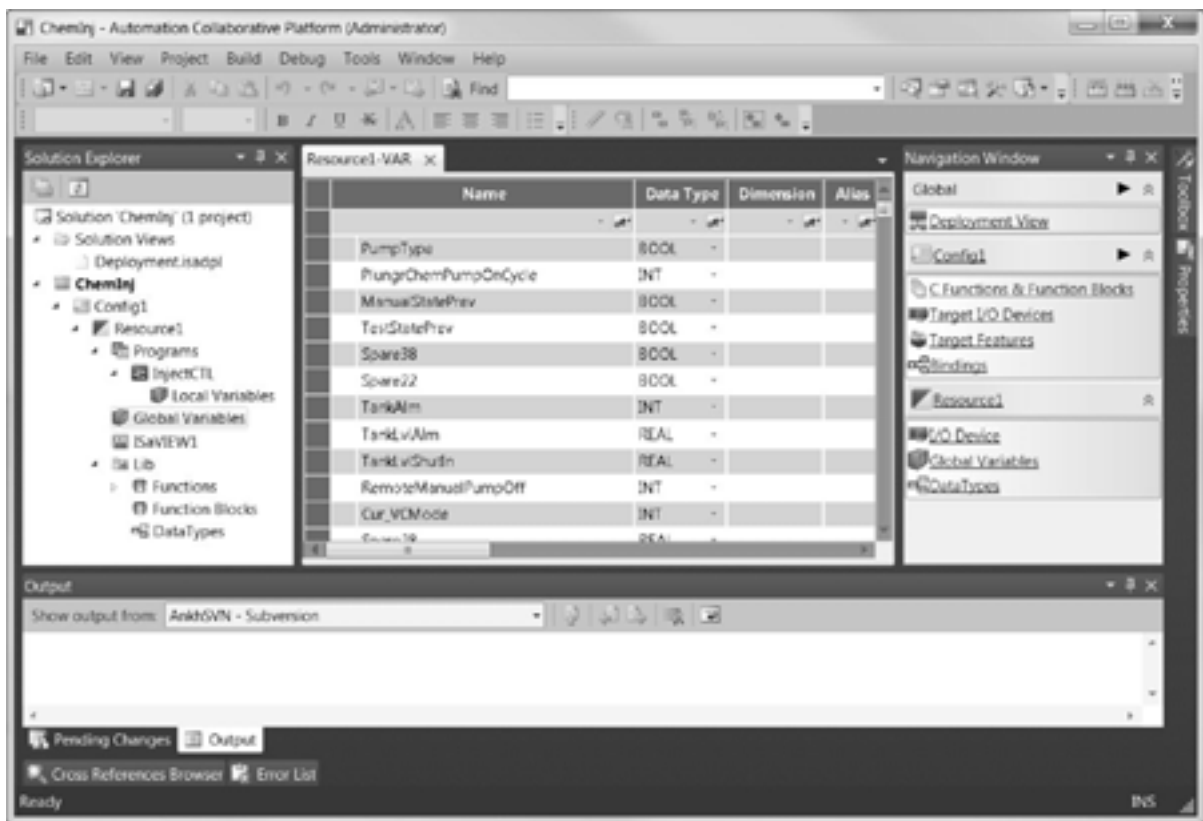 ChemInj - Automation Collaborative Platform (Administrator)
File Edit View Project Build Debug Tools Window Help
Find
Solution Explorer
Solution 'ChemInj' (1 project)
Solution Views
Deployment.isadpl
ChemInj
Config1
Resource1
Programs
InjectCTL
Local Variables
Global Variables
ISaVIEW1
Lib
Functions
Function Blocks
DataTypes
Resource1-VAR
Name Data Type Dimension Alias
PumpType BOOL
PlungrChemPumpOnCycle INT
ManualStatePrev BOOL
TestStatePrev BOOL
Spare38 BOOL
Spare22 BOOL
TankAlm INT
TankLvlAlm REAL
TankLvlShutIn REAL
RemoteManualPumpOff INT
Cur_VCMode INT
REAL
Navigation Window
Global
Deployment View
Config1
C Functions & Function Blocks
Target I/O Devices
Target Features
Bindings
Resource1
I/O Device
Global Variables
DataTypes
Toolbox
Properties
Output
Show output from: AnkhSVN - Subversion
Pending Changes Output
Cross References Browser Error List
Ready INS